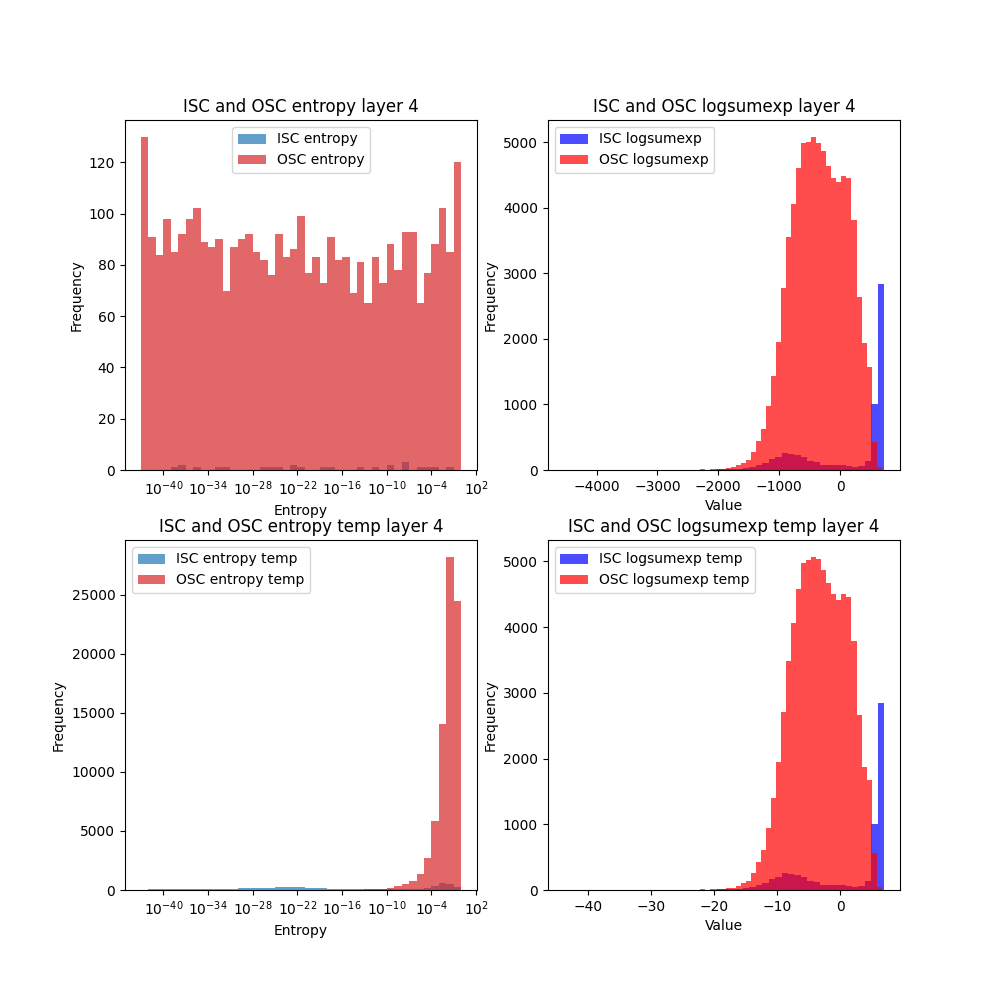 ISC and OSC entropy layer 4
ISC entropy
OSC entropy
Frequency
120
100
80
60
40
20
0
10^-40 10^-34 10^-28 10^-22 10^-16 10^-10 10^-4 10^2
Entropy
ISC and OSC logsumexp layer 4
ISC logsumexp
OSC logsumexp
Frequency
5000
4000
3000
2000
1000
0
−4000 −3000 −2000 −1000 0
Value
ISC and OSC entropy temp layer 4
ISC entropy temp
OSC entropy temp
Frequency
25000
20000
15000
10000
5000
0
10^-40 10^-34 10^-28 10^-22 10^-16 10^-10 10^-4 10^2
Entropy
ISC and OSC logsumexp temp layer 4
ISC logsumexp temp
OSC logsumexp temp
Frequency
5000
4000
3000
2000
1000
0
−40 −30 −20 −10 0
Value